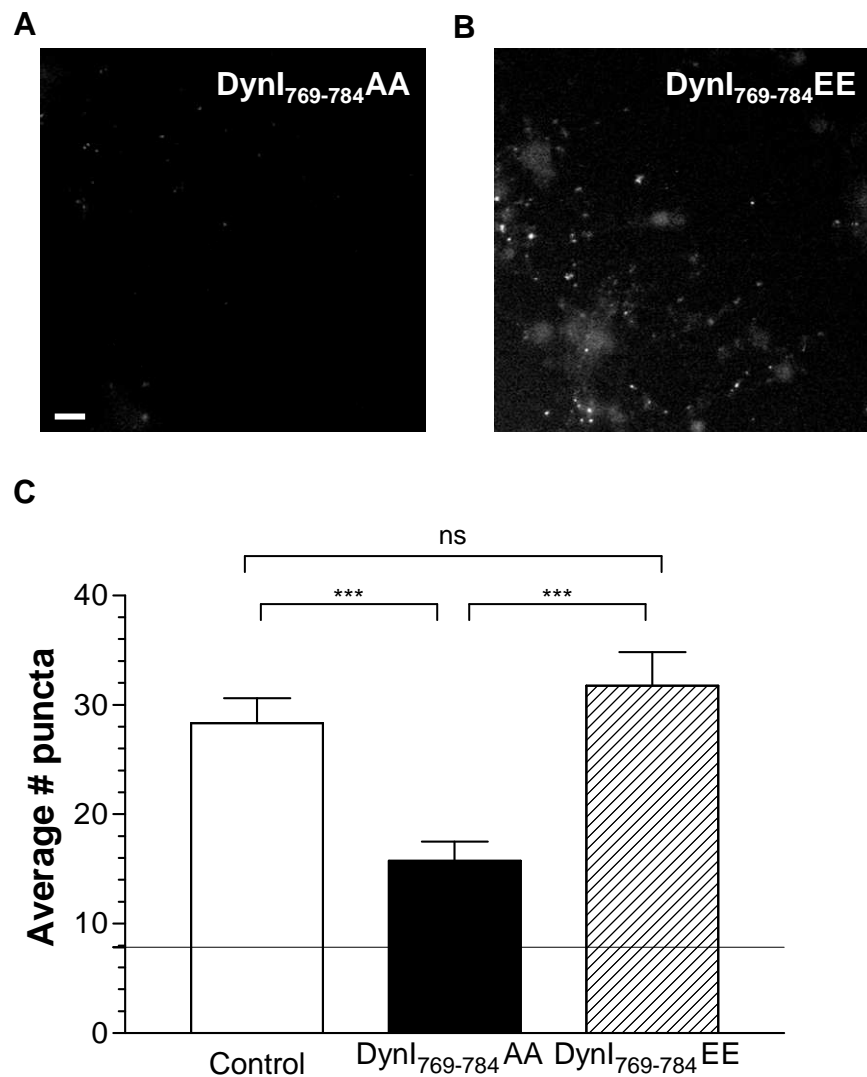 A
B
DynI769-784AA
DynI769-784EE
C
ns
*** ***
40
30
20
10
0
Average # puncta
Control DynI769-784AA DynI769-784EE